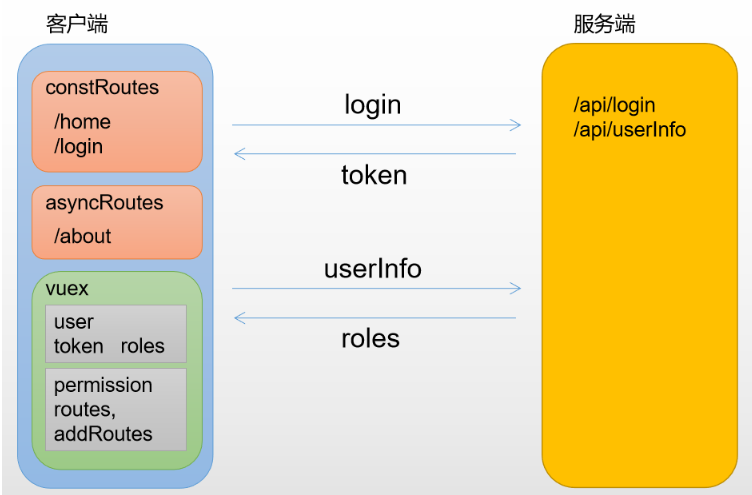 客户端
服务端
constRoutes
/home
/login
asyncRoutes
/about
vuex
user
token roles
permission
routes,
addRoutes
login
token
userInfo
roles
/api/login
/api/userInfo